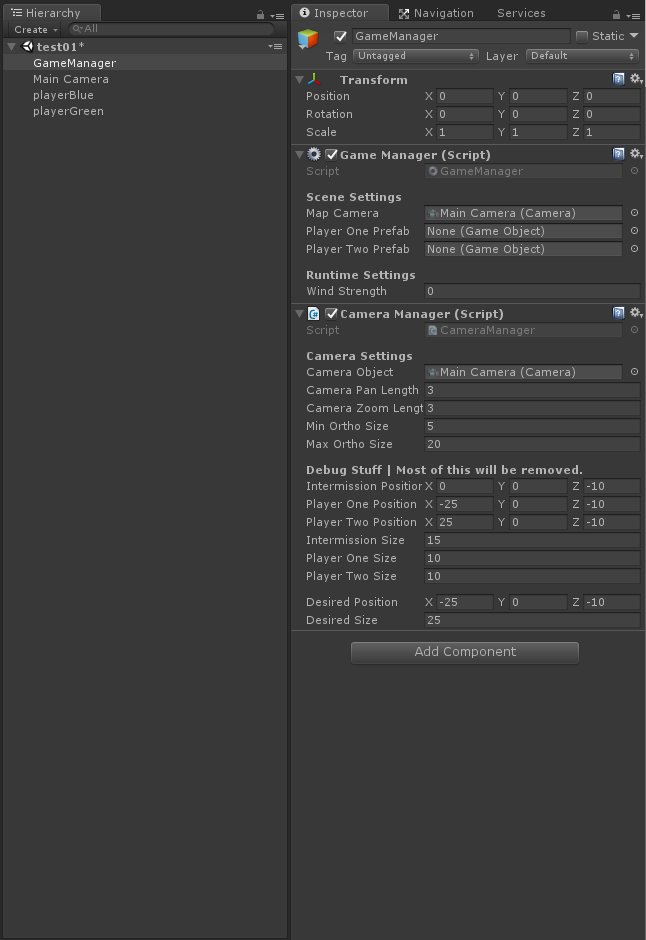 Hierarchy
Create All
test01*
GameManager
Main Camera
playerBlue
playerGreen
Inspector Navigation Services
GameManager Static
Tag Untagged Layer Default
Transform
Position X 0 Y 0 Z 0
Rotation X 0 Y 0 Z 0
Scale X 1 Y 1 Z 1
Game Manager (Script)
Script GameManager
Scene Settings
Map Camera Main Camera (Camera)
Player One Prefab None (Game Object)
Player Two Prefab None (Game Object)
Runtime Settings
Wind Strength 0
Camera Manager (Script)
Script CameraManager
Camera Settings
Camera Object Main Camera (Camera)
Camera Pan Length 3
Camera Zoom Lengt 3
Min Ortho Size 5
Max Ortho Size 20
Debug Stuff | Most of this will be removed.
Intermission Position X 0 Y 0 Z -10
Player One Position X -25 Y 0 Z -10
Player Two Position X 25 Y 0 Z -10
Intermission Size 15
Player One Size 10
Player Two Size 10
Desired Position X -25 Y 0 Z -10
Desired Size 25
Add Component